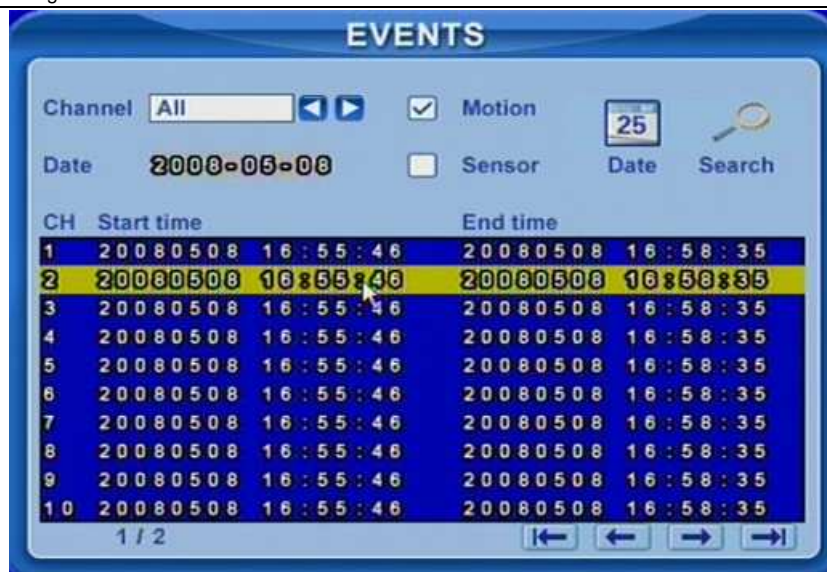 EVENTS
Channel All Motion
25
Date 2008-05-08 Sensor Date Search
CH Start time End time
1 20080508 16:55:46 20080508 16:58:35
2 20080508 16:55:46 20080508 16:58:35
3 20080508 16:55:46 20080508 16:58:35
4 20080508 16:55:46 20080508 16:58:35
5 20080508 16:55:46 20080508 16:58:35
6 20080508 16:55:46 20080508 16:58:35
7 20080508 16:55:46 20080508 16:58:35
8 20080508 16:55:46 20080508 16:58:35
9 20080508 16:55:46 20080508 16:58:35
10 20080508 16:55:46 20080508 16:58:35
1 / 2